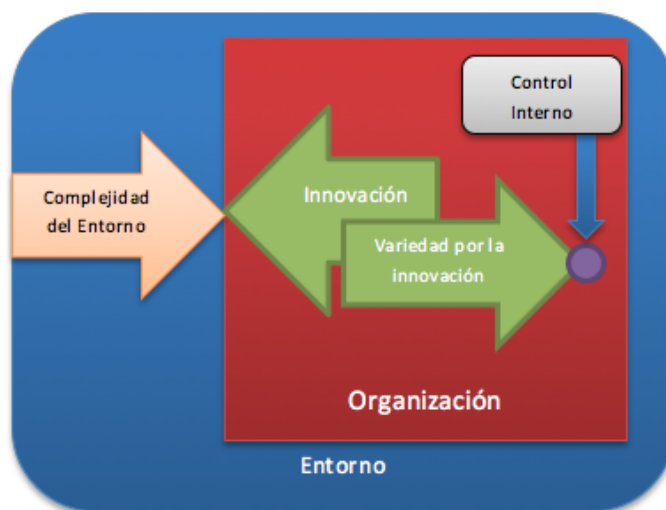 Control
Interno
Complejidad
del Entorno
Innovación
Variedad por la
innovación
Organización
Entorno